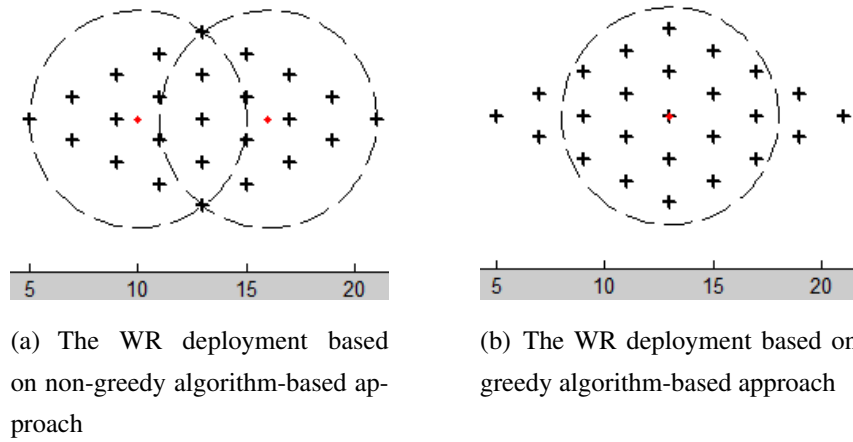 5 10 15 20
5 10 15 20
(a) The WR deployment based
on non-greedy algorithm-based ap-
proach
(b) The WR deployment based on
greedy algorithm-based approach